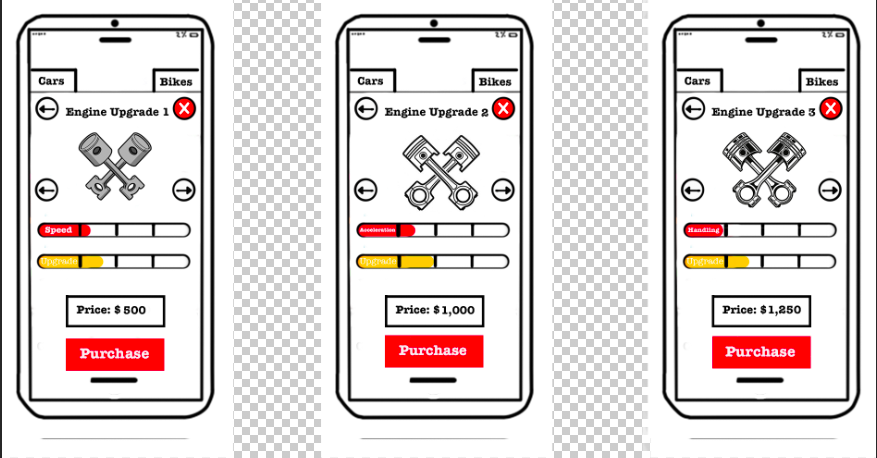 Cars
Bikes
Engine Upgrade 1
Speed
Upgrade
Price: $ 500
Purchase
Cars
Bikes
Engine Upgrade 2
Acceleration
Upgrade
Price: $1,000
Purchase
Cars
Bikes
Engine Upgrade 3
Handling
Upgrade
Price: $1,250
Purchase